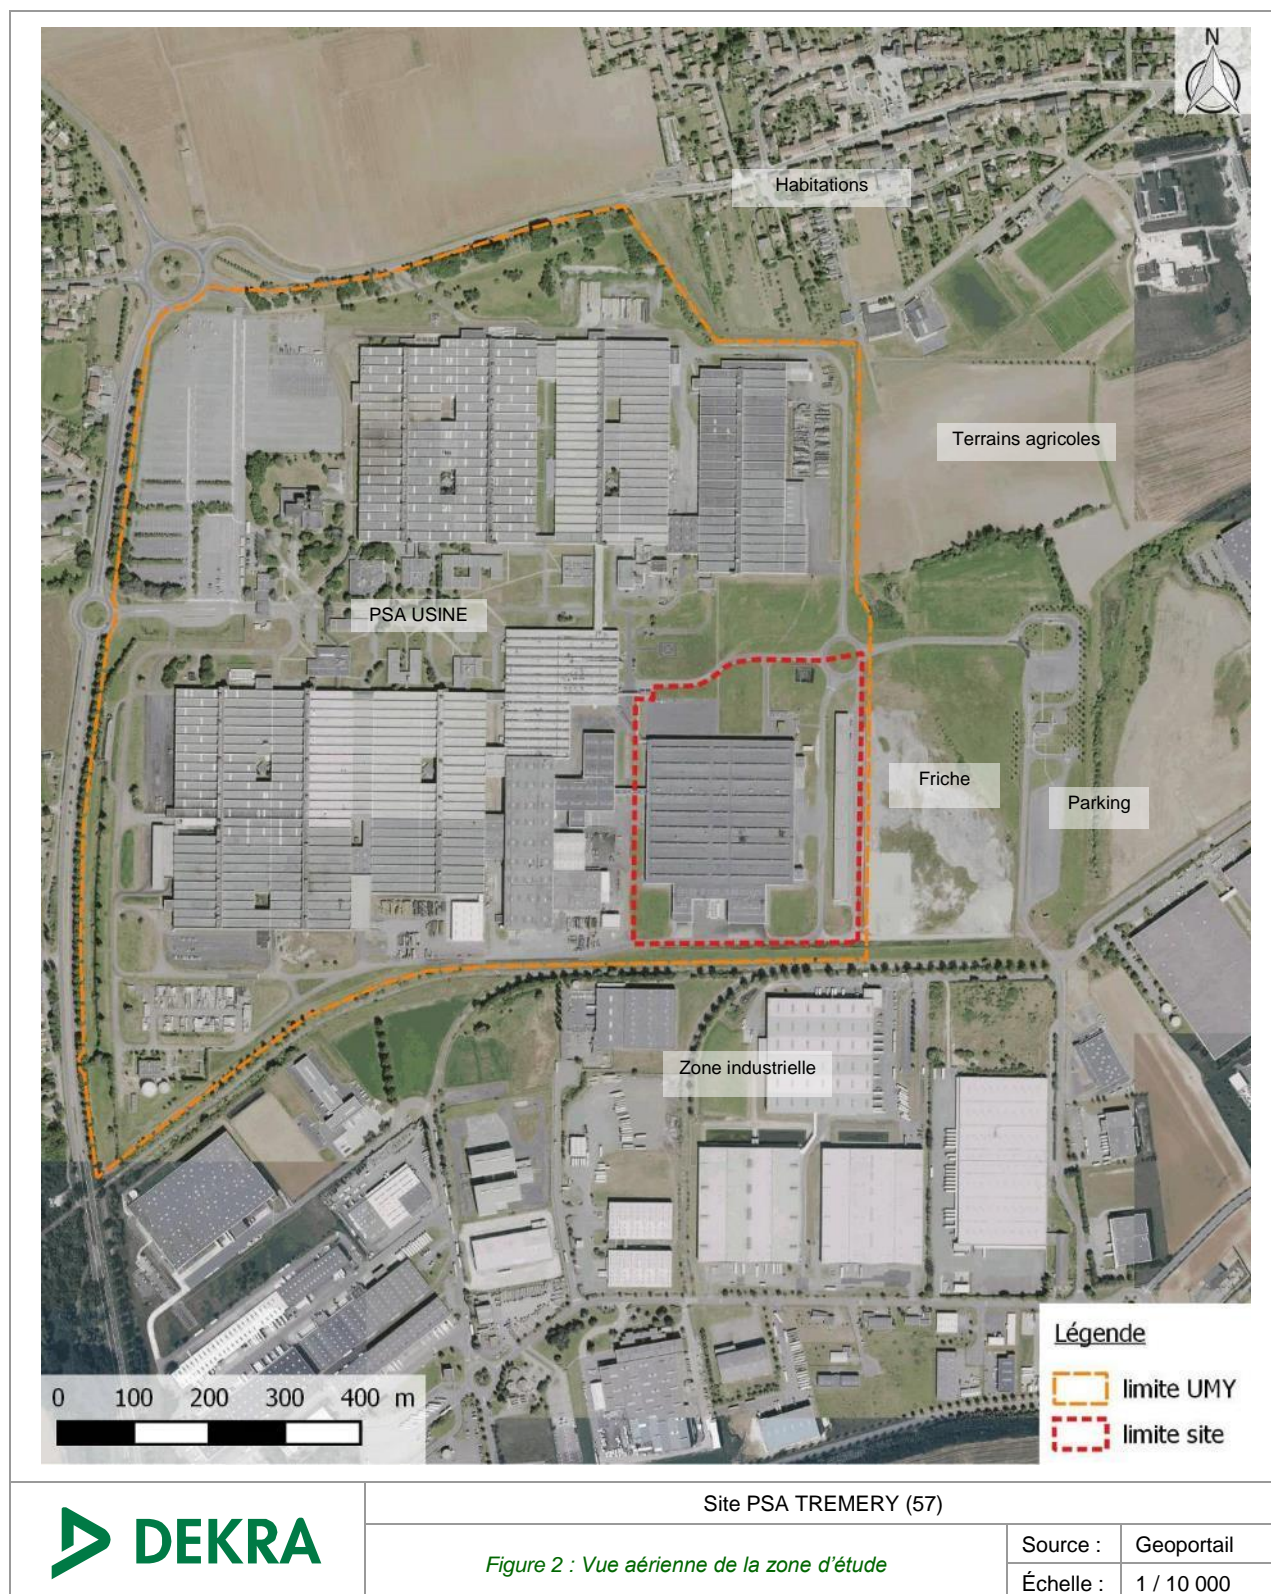 N
Habitations
Terrains agricoles
PSA USINE
Friche
Parking
Zone industrielle
Légende
limite UMY
limite site
0 100 200 300 400 m
DEKRA
Site PSA TREMERY (57)
Figure 2 : Vue aérienne de la zone d'étude
Source : Geoportail
Échelle : 1 / 10 000